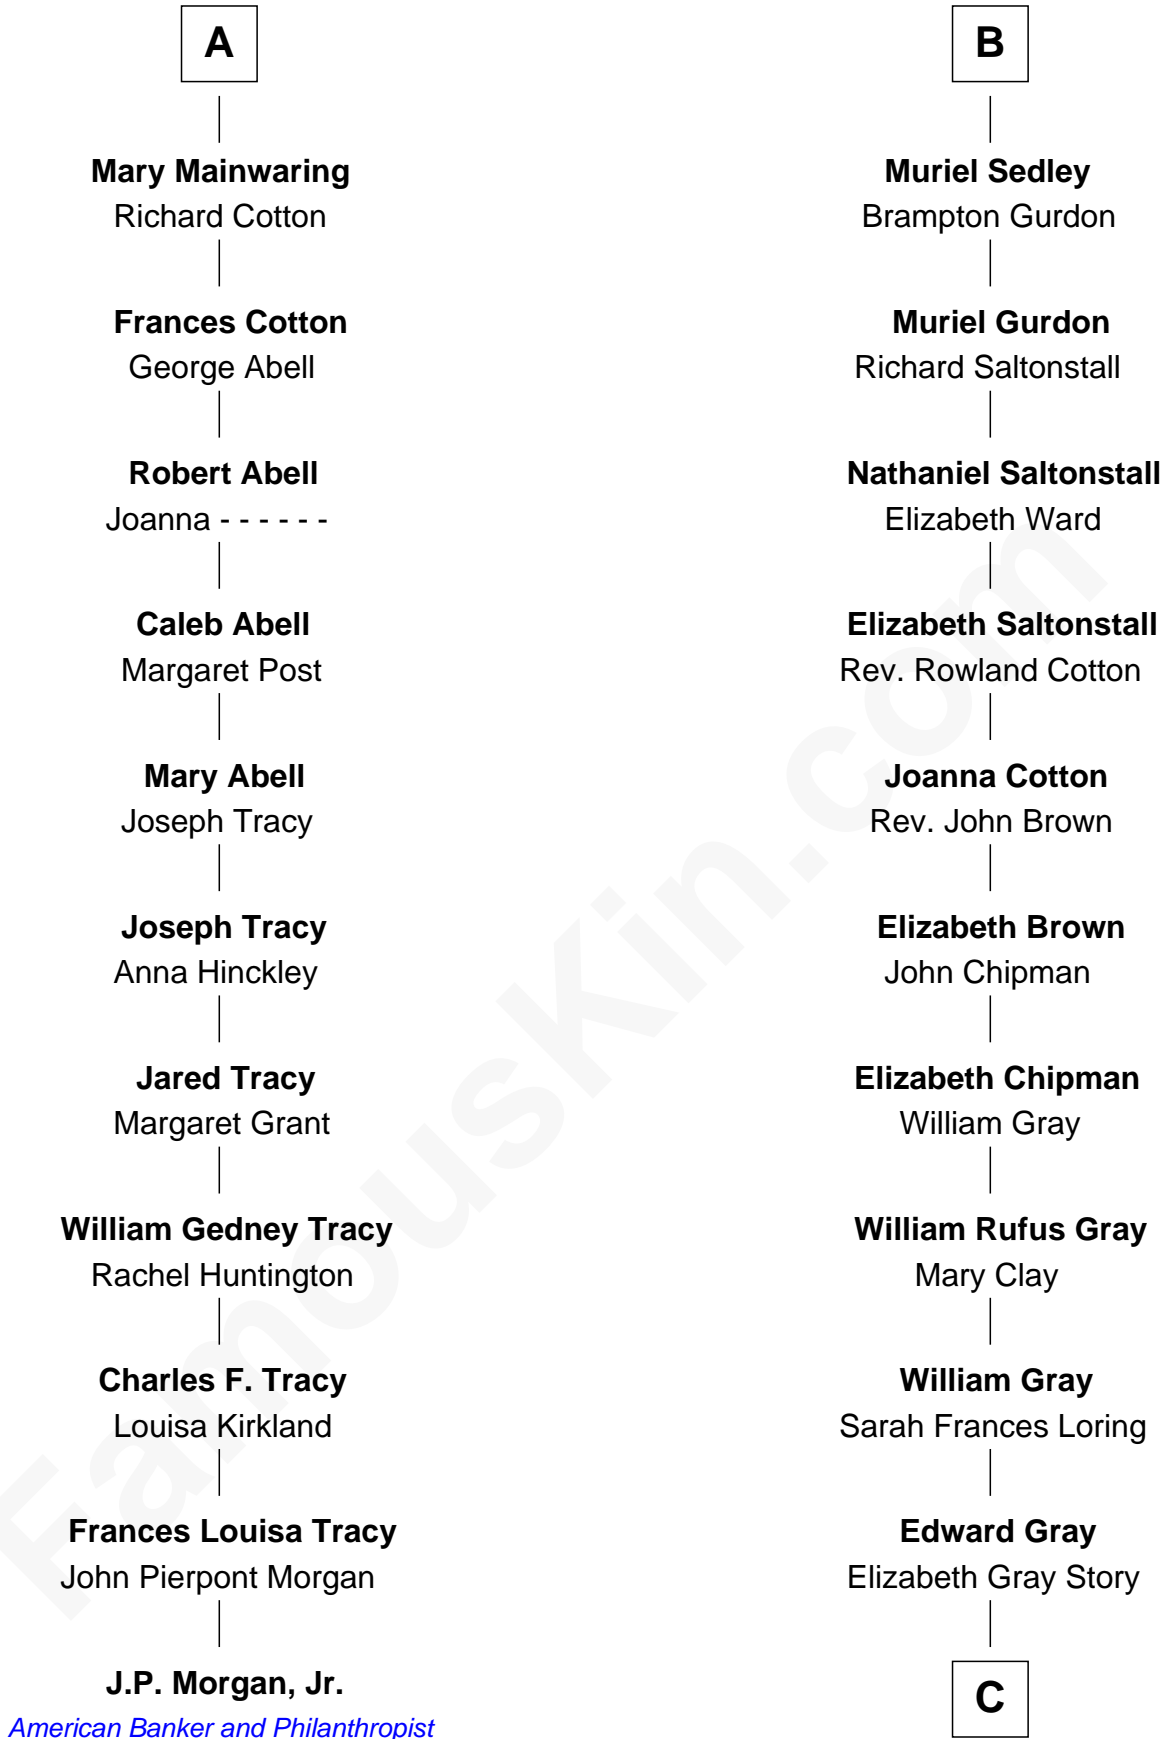 A
Mary Mainwaring
Richard Cotton
Frances Cotton
George Abell
Robert Abell
Joanna - - - - - -
Caleb Abell
Margaret Post
Mary Abell
Joseph Tracy
Joseph Tracy
Anna Hinckley
Jared Tracy
Margaret Grant
William Gedney Tracy
Rachel Huntington
Charles F. Tracy
Louisa Kirkland
Frances Louisa Tracy
John Pierpont Morgan
J.P. Morgan, Jr.
American Banker and Philanthropist
B
Muriel Sedley
Brampton Gurdon
Muriel Gurdon
Richard Saltonstall
Nathaniel Saltonstall
Elizabeth Ward
Elizabeth Saltonstall
Rev. Rowland Cotton
Joanna Cotton
Rev. John Brown
Elizabeth Brown
John Chipman
Elizabeth Chipman
William Gray
William Rufus Gray
Mary Clay
William Gray
Sarah Frances Loring
Edward Gray
Elizabeth Gray Story
C
FamousKin.com